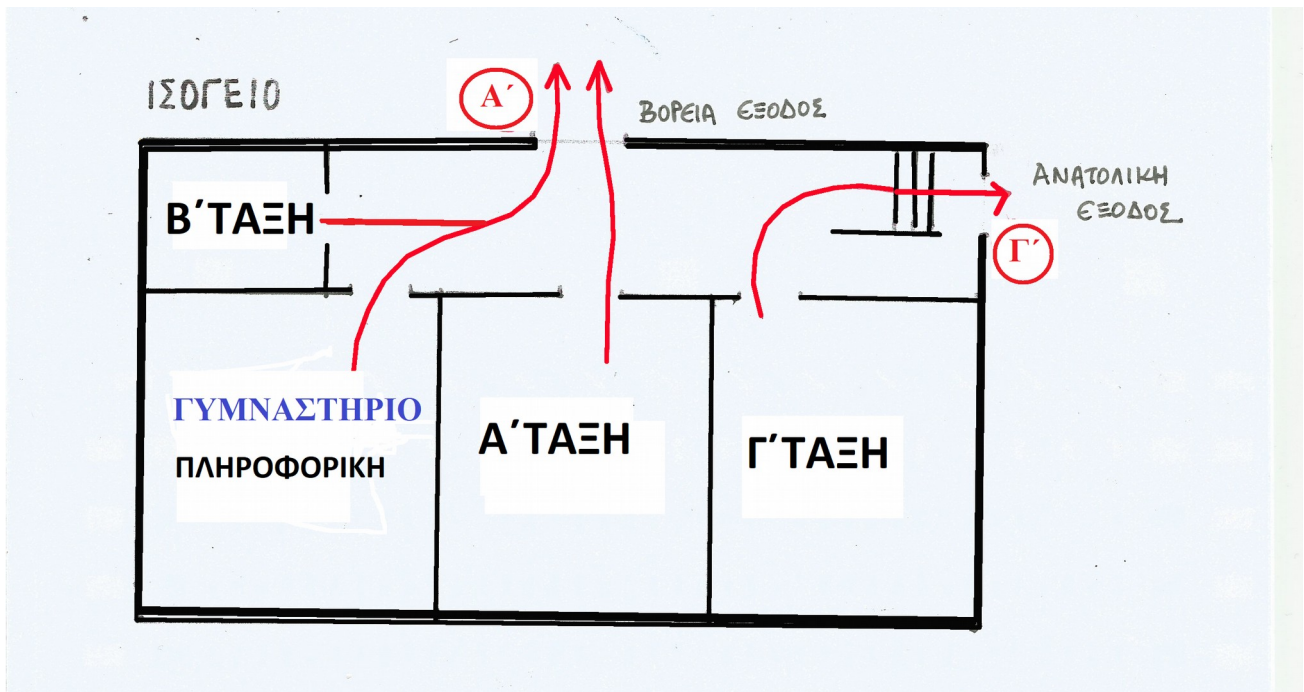 ΙΣΟΓΕΙΟ
Α΄
ΒΟΡΕΙΑ ΕΞΟΔΟΣ
ΑΝΑΤΟΛΙΚΗ
ΕΞΟΔΟΣ
Β΄ΤΑΞΗ
Γ΄
ΓΥΜΝΑΣΤΗΡΙΟ
ΠΛΗΡΟΦΟΡΙΚΗ
Α΄ΤΑΞΗ
Γ΄ΤΑΞΗ